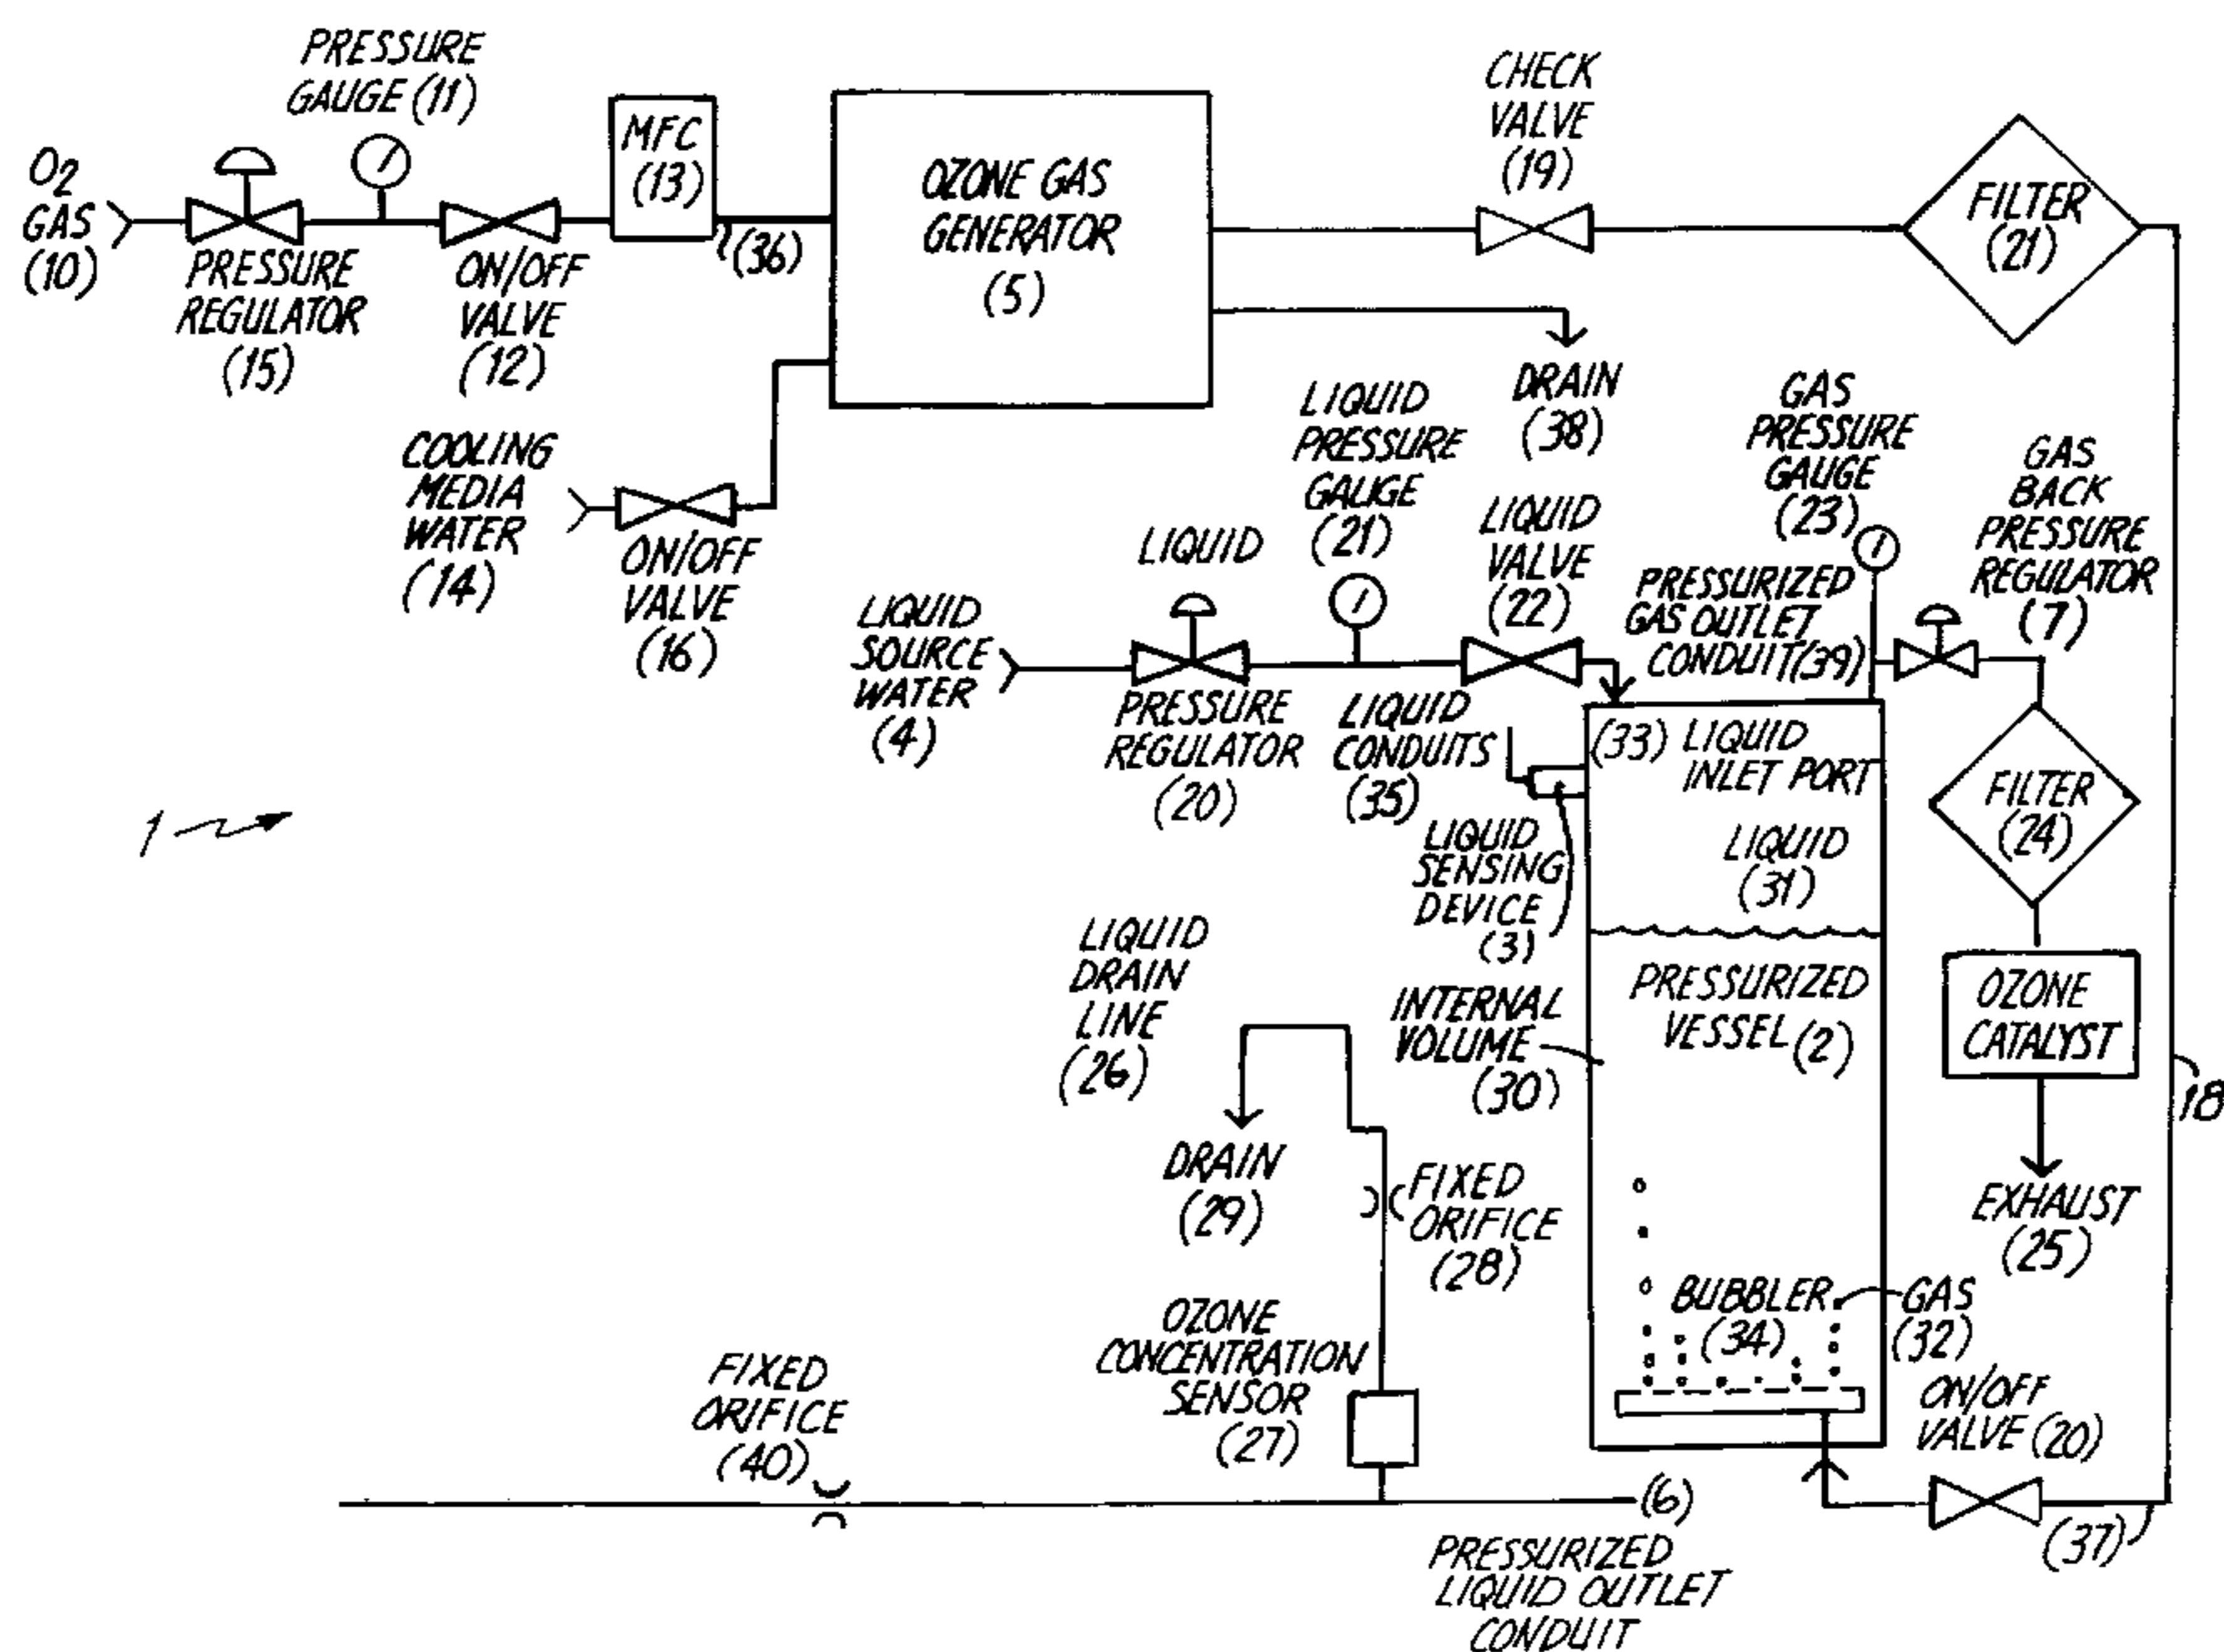 PRESSURE
GAUGE (11)
O2
GAS
(10)
PRESSURE
REGULATOR
(15)
ON/OFF
VALVE
(12)
MFC
(13)
(36)
OZONE GAS
GENERATOR
(5)
CHECK
VALVE
(19)
FILTER
(21)
DRAIN
(38)
COOLING
MEDIA
WATER
(14)
ON/OFF
VALVE
(16)
LIQUID
SOURCE
WATER
(4)
LIQUID
PRESSURE
REGULATOR
(20)
LIQUID
PRESSURE
GAUGE
(21)
LIQUID
CONDUITS
(35)
LIQUID
VALVE
(22)
GAS
PRESSURE
GAUGE
(23)
PRESSURIZED
GAS OUTLET
CONDUIT (39)
GAS
BACK
PRESSURE
REGULATOR
(7)
(33) LIQUID
INLET PORT
LIQUID
(31)
LIQUID
SENSING
DEVICE
(3)
FILTER
(24)
OZONE
CATALYST
EXHAUST
(25)
18
1
PRESSURIZED
VESSEL (2)
INTERNAL
VOLUME
(30)
LIQUID
DRAIN
LINE
(26)
DRAIN
(29)
FIXED
ORIFICE
(28)
OZONE
CONCENTRATION
SENSOR
(27)
BUBBLER
(34)
GAS
(32)
ON/OFF
VALVE (20)
(37)
FIXED
ORIFICE
(40)
(6)
PRESSURIZED
LIQUID OUTLET
CONDUIT